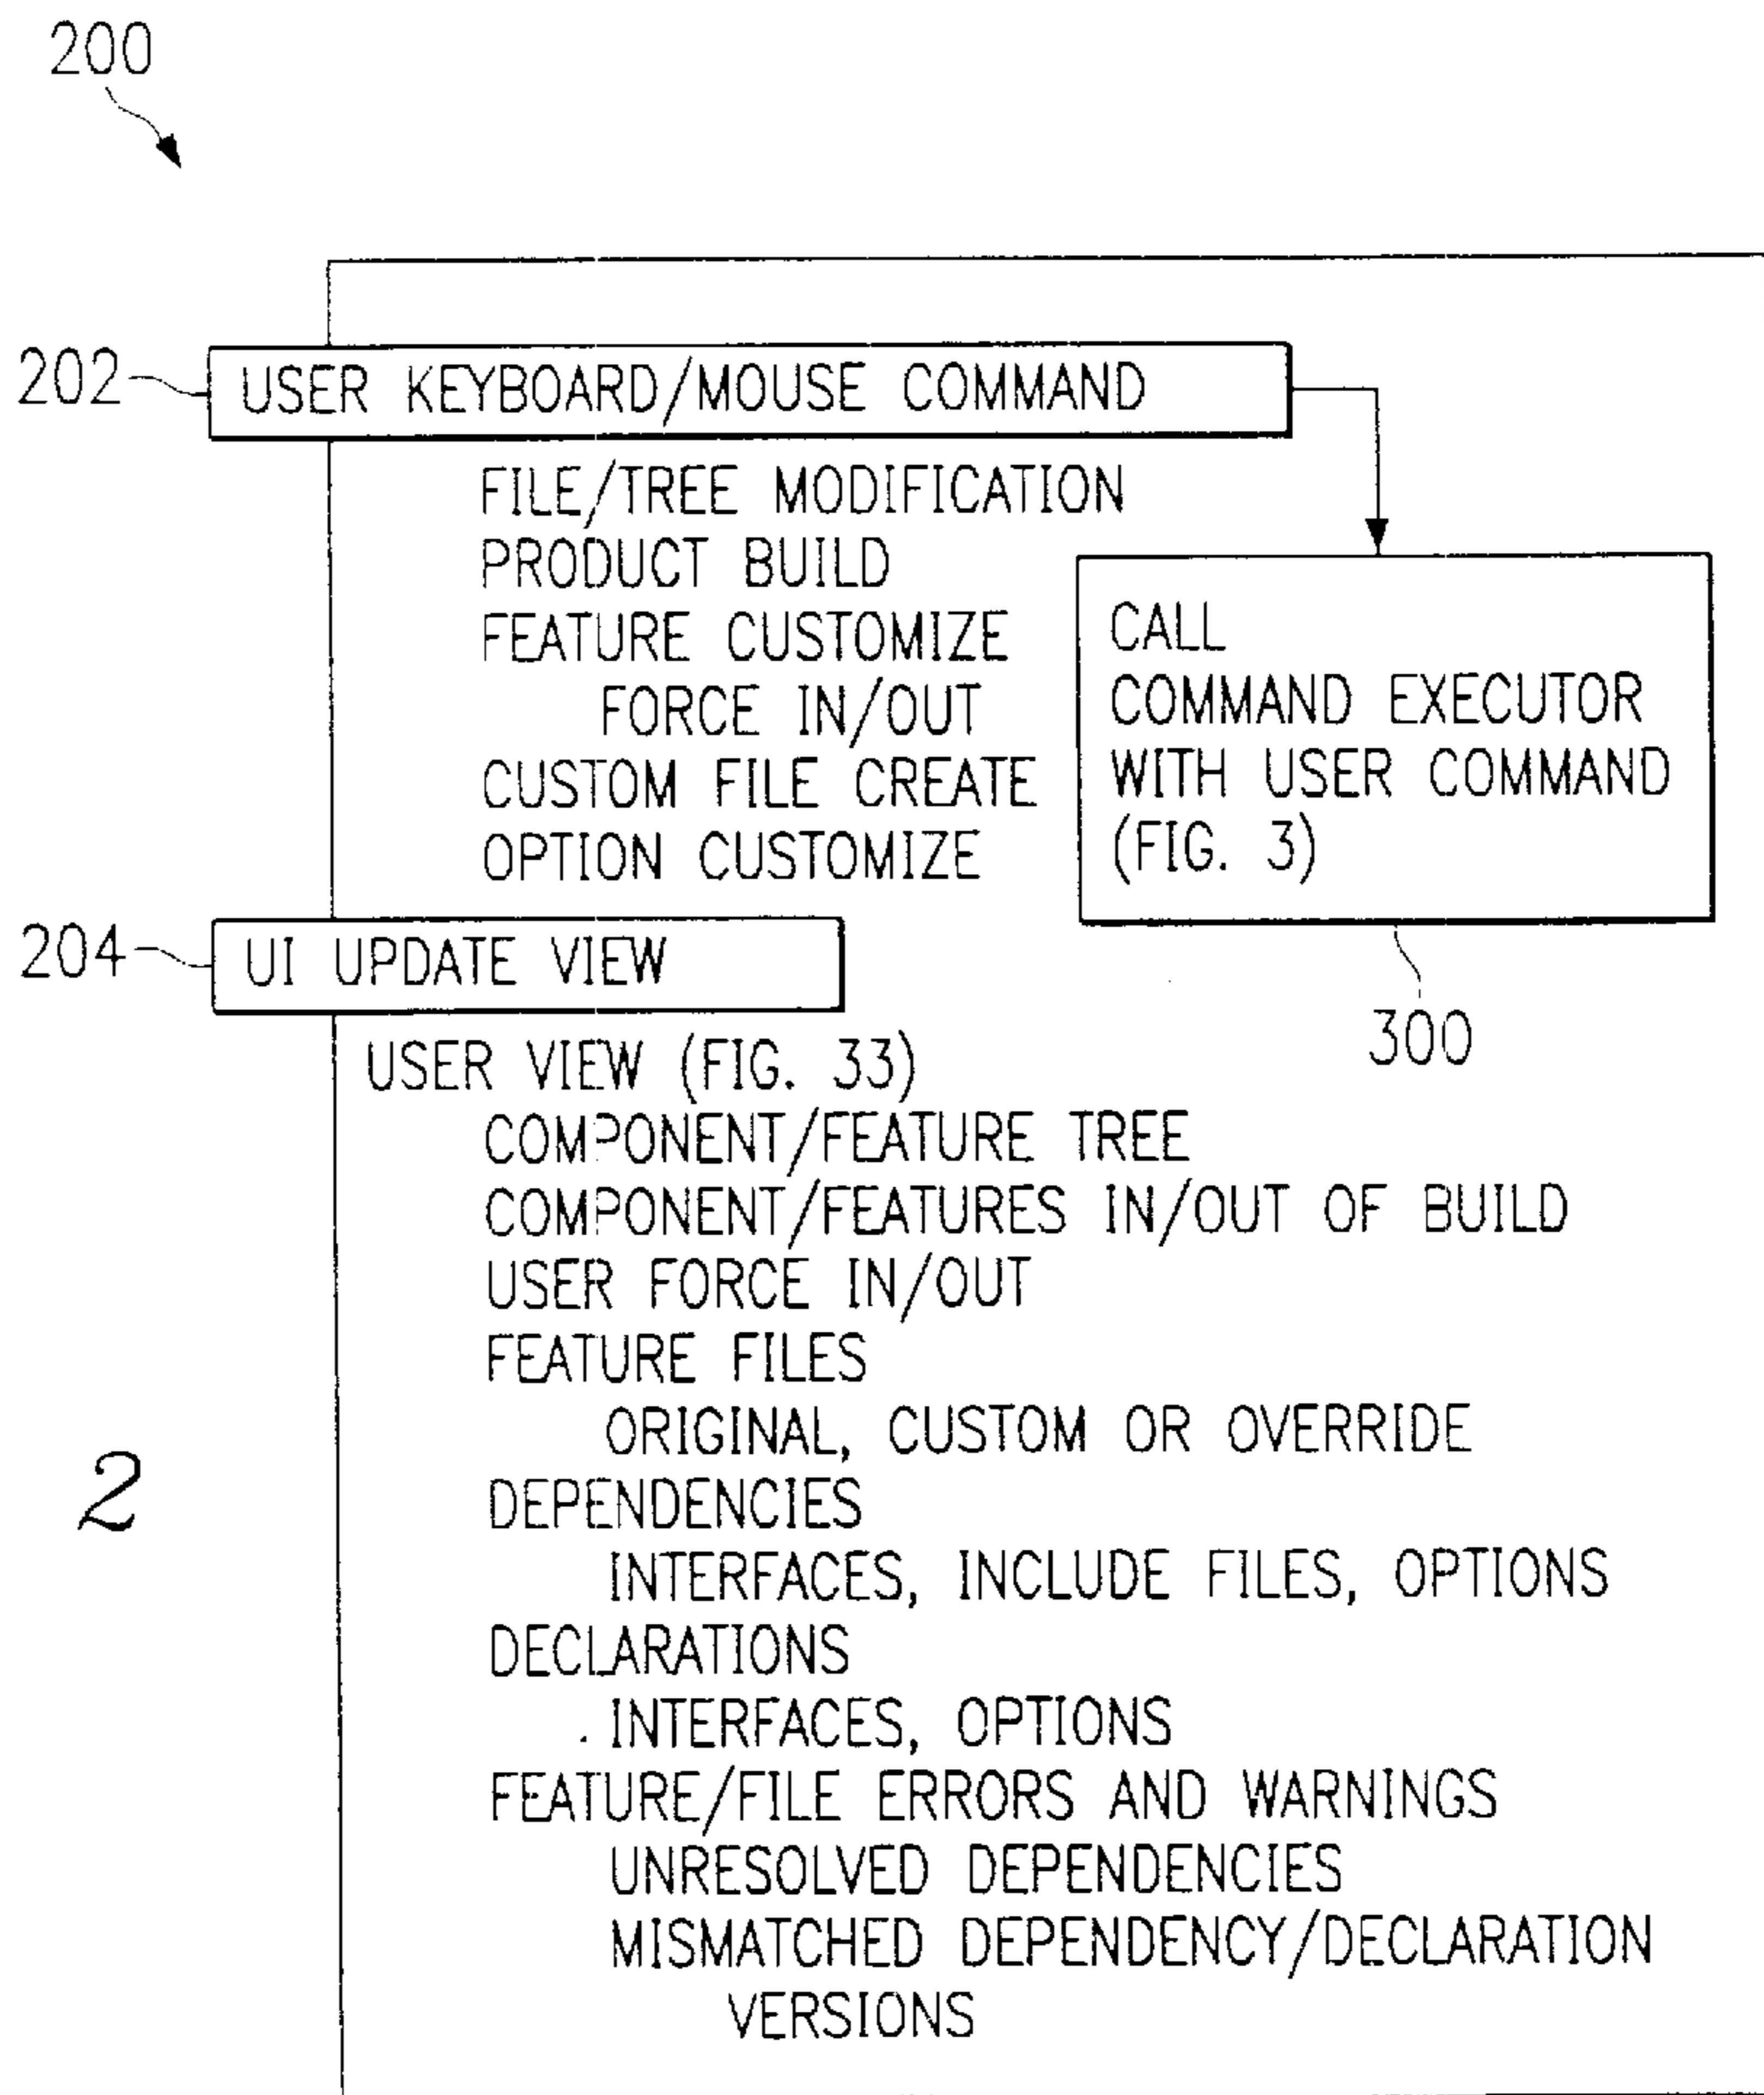 200
202
USER KEYBOARD/MOUSE COMMAND
FILE/TREE MODIFICATION
PRODUCT BUILD
FEATURE CUSTOMIZE
FORCE IN/OUT
CUSTOM FILE CREATE
OPTION CUSTOMIZE
CALL
COMMAND EXECUTOR
WITH USER COMMAND
(FIG. 3)
300
204
UI UPDATE VIEW
USER VIEW (FIG. 33)
COMPONENT/FEATURE TREE
COMPONENT/FEATURES IN/OUT OF BUILD
USER FORCE IN/OUT
FEATURE FILES
ORIGINAL, CUSTOM OR OVERRIDE
DEPENDENCIES
INTERFACES, INCLUDE FILES, OPTIONS
DECLARATIONS
INTERFACES, OPTIONS
FEATURE/FILE ERRORS AND WARNINGS
UNRESOLVED DEPENDENCIES
MISMATCHED DEPENDENCY/DECLARATION
VERSIONS
2